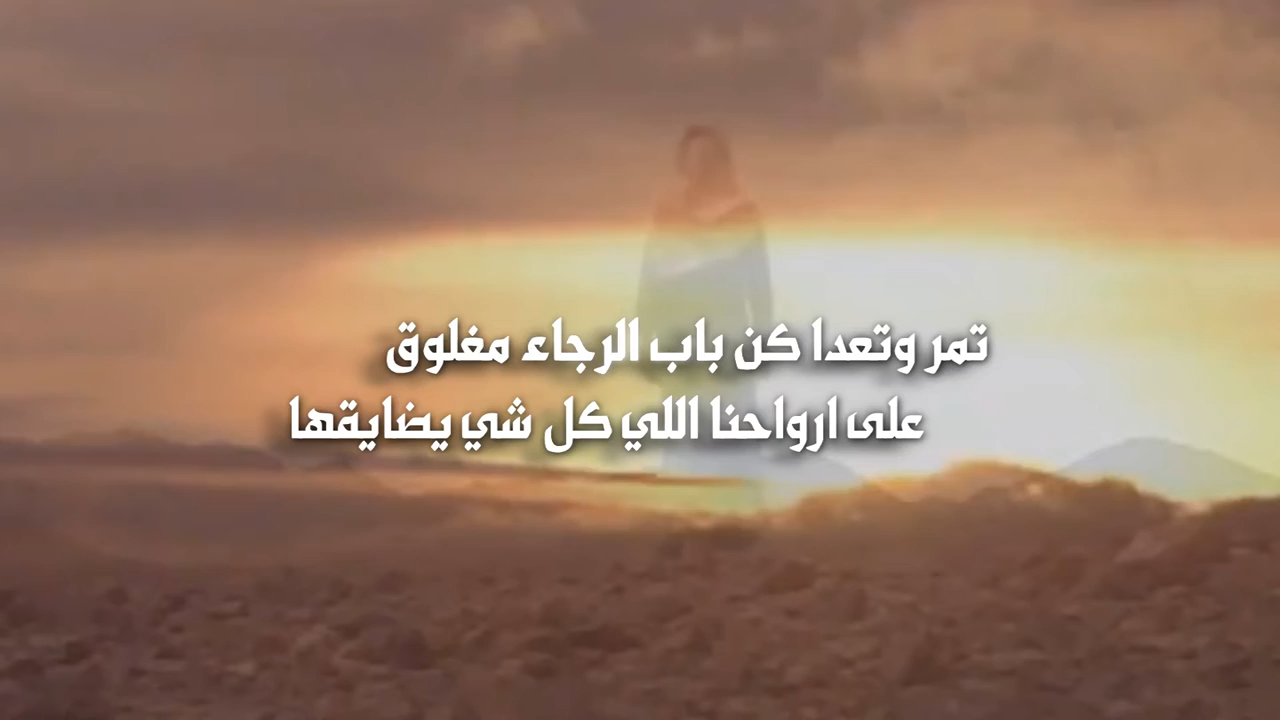 تمر وتعدا كن باب الرجاء مغلوق
على ارواحنا اللي كل شي يضايقها